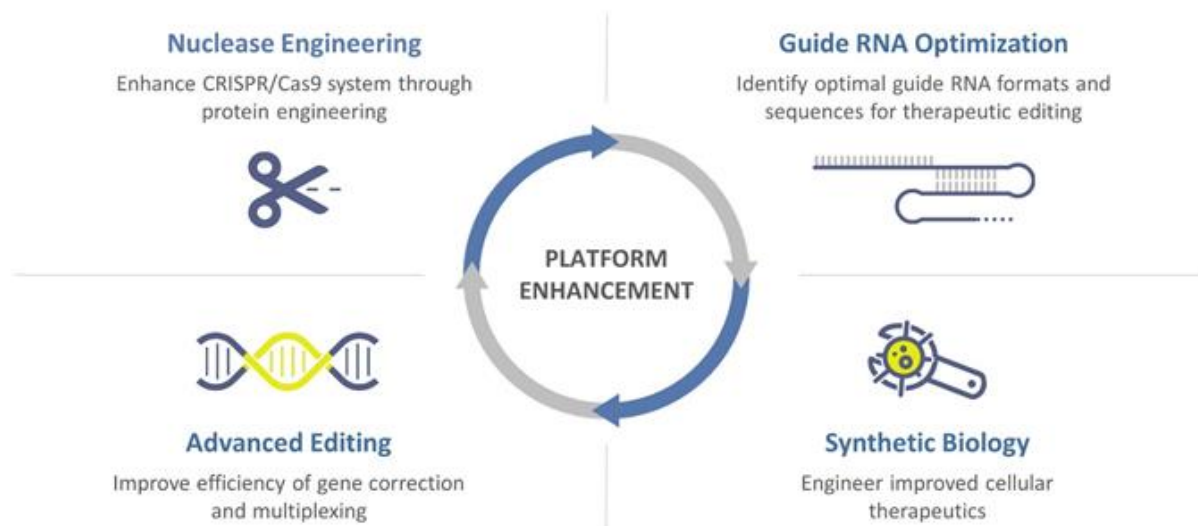 Nuclease Engineering
Enhance CRISPR/Cas9 system through
protein engineering
Guide RNA Optimization
Identify optimal guide RNA formats and
sequences for therapeutic editing
PLATFORM
ENHANCEMENT
Advanced Editing
Improve efficiency of gene correction
and multiplexing
Synthetic Biology
Engineer improved cellular
therapeutics